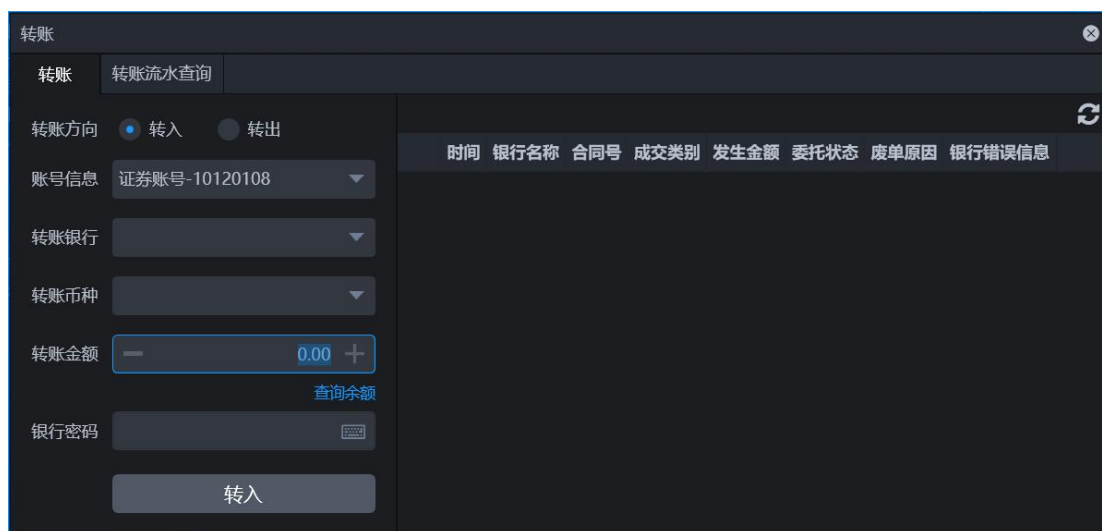 转账
转账 转账流水查询
转账方向 转入 转出
时间 银行名称 合同号 成交类别 发生金额 委托状态 废单原因 银行错误信息
账号信息 证券账号-10120108
转账银行
转账币种
转账金额 0.00
查询余额
银行密码
转入